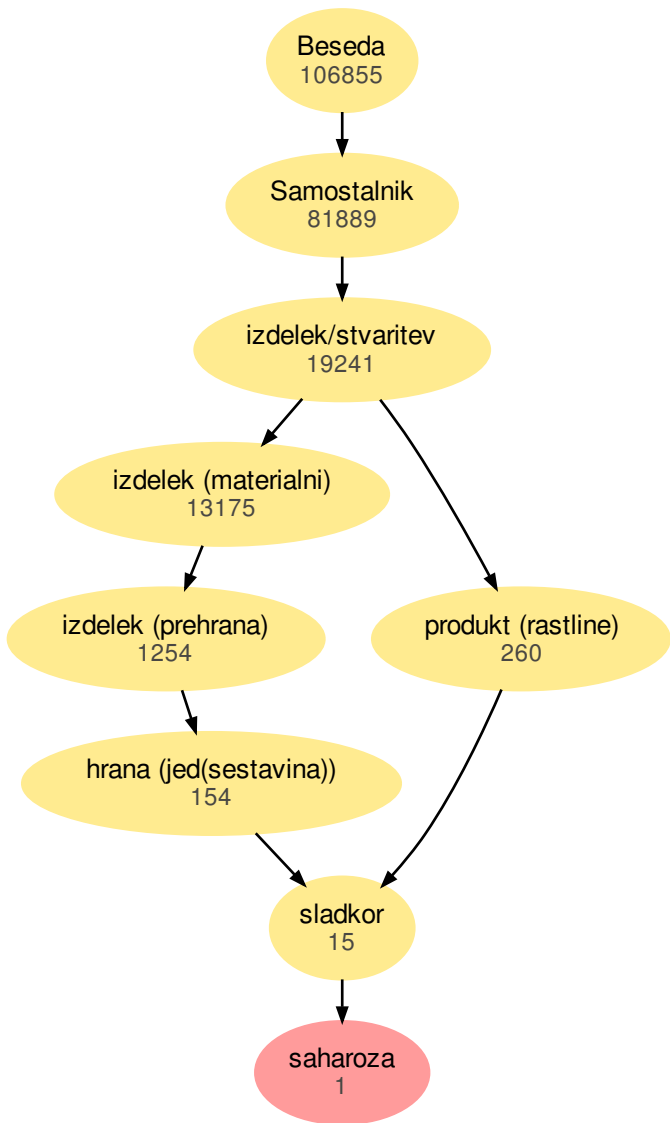 Beseda
106855
Samostalnik
81889
izdelek/stvaritev
19241
izdelek (materialni)
13175
izdelek (prehrana)
1254
produkt (rastline)
260
hrana (jed(sestavina))
154
sladkor
15
saharoza
1